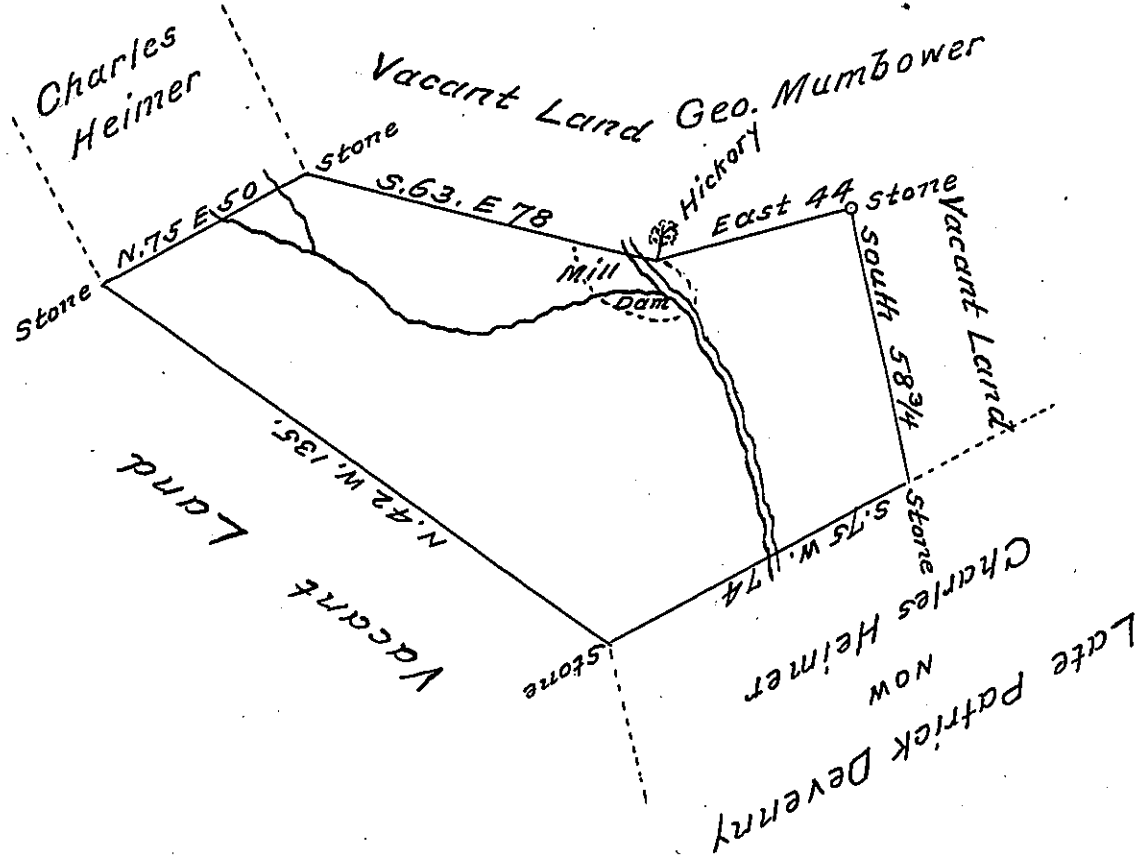 Charles
Heimer
Vacant Land
Geo. Mumbower
Stone
Hickory
N.75 E 50
S.63. E 78
East 44
Stone
Vacant Land
South 58¾
Mill
Dam
Stone
N.42 W. 135.
Vacant Land
S.75 W. 74
Stone
Stone
Charles Heimer
NOW
Late Patrick Devenny